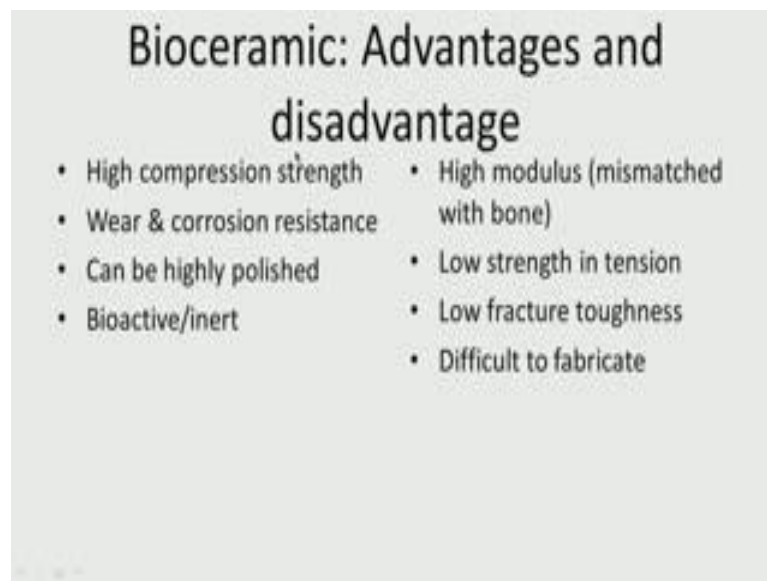 Bioceramic: Advantages and
disadvantage
• High compression strength
• Wear & corrosion resistance
• Can be highly polished
• Bioactive/inert
• High modulus (mismatched
with bone)
• Low strength in tension
• Low fracture toughness
• Difficult to fabricate